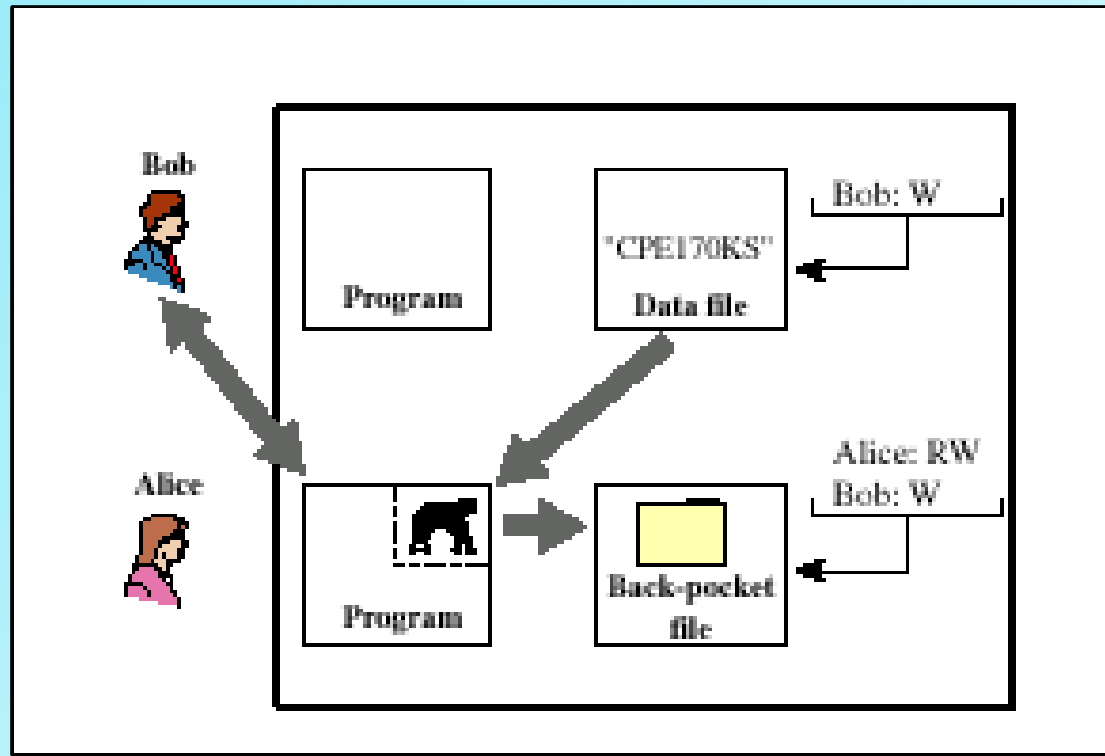 Bob
Program
"CPE170KS"
Data file
Bob: W
Alice
Program
Back-pocket
file
Alice: RW
Bob: W